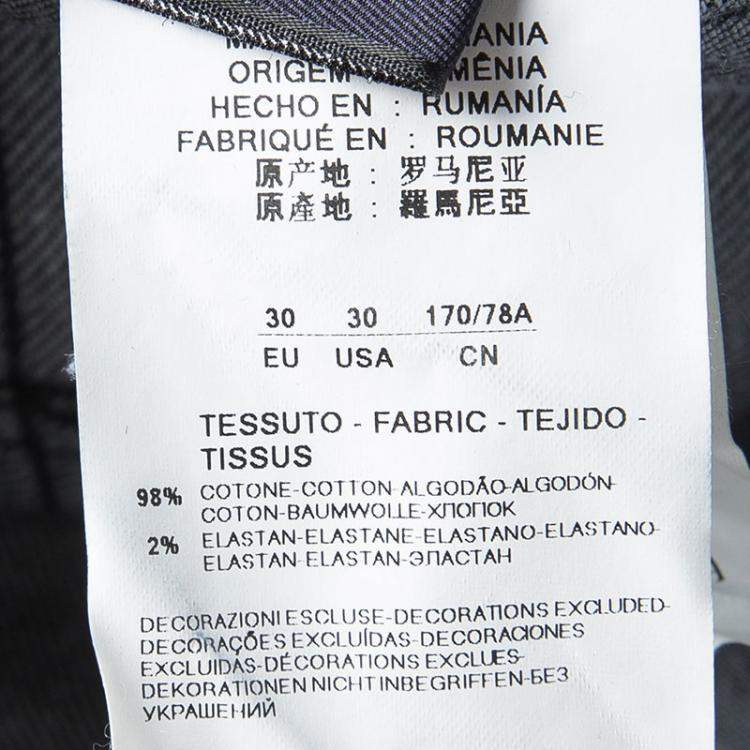 ORIGEM
HECHO EN : RUMANÍA
FABRIQUÉ EN : ROUMANIE
原产地 : 罗马尼亚
原產地 : 羅馬尼亞
30 30 170/78A
EU USA CN
TESSUTO - FABRIC - TEJIDO -
TISSUS
98% COTONE-COTTON-ALGODÃO-ALGODÓN-
COTON-BAUMWOLLE-ХЛОПОК
2% ELASTAN-ELASTANE-ELASTANO-ELASTANO-
ELASTAN-ELASTAN-ЭЛАСТАН
DECORAZIONI ESCLUSE-DECORATIONS EXCLUDED-
DECORAÇÕES EXCLUÍDAS-DECORACIONES
EXCLUIDAS-DÉCORATIONS EXCLUES-
DEKORATIONEN NICHT INBEGRIFFEN-БЕЗ
УКРАШЕНИЙ